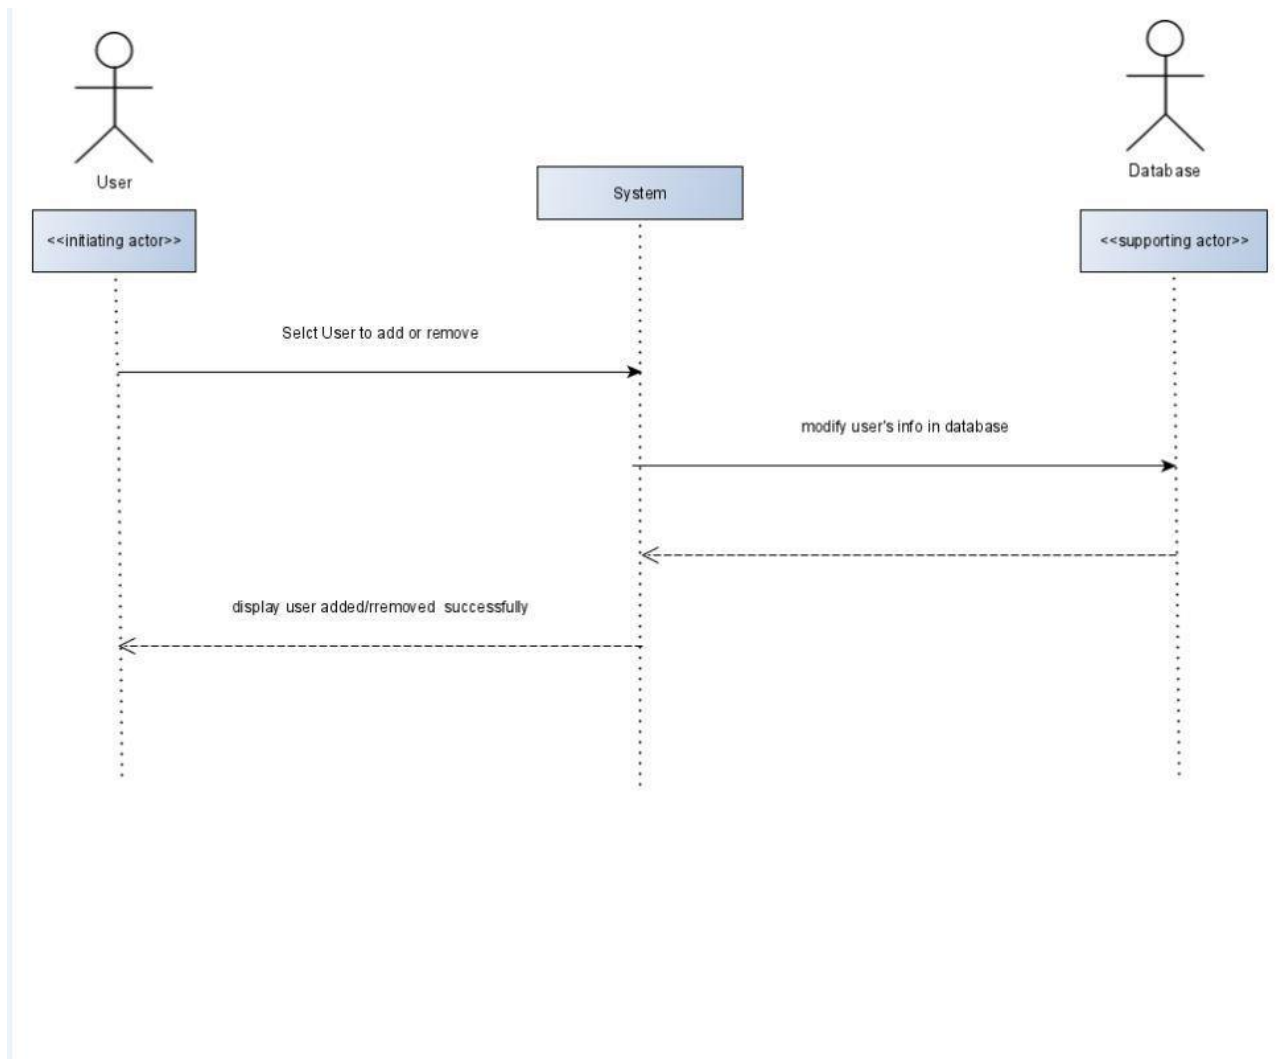 User
Database
System
<<initiating actor>>
<<supporting actor>>
Selct User to add or remove
modify user's info in database
display user added/rremoved successfully